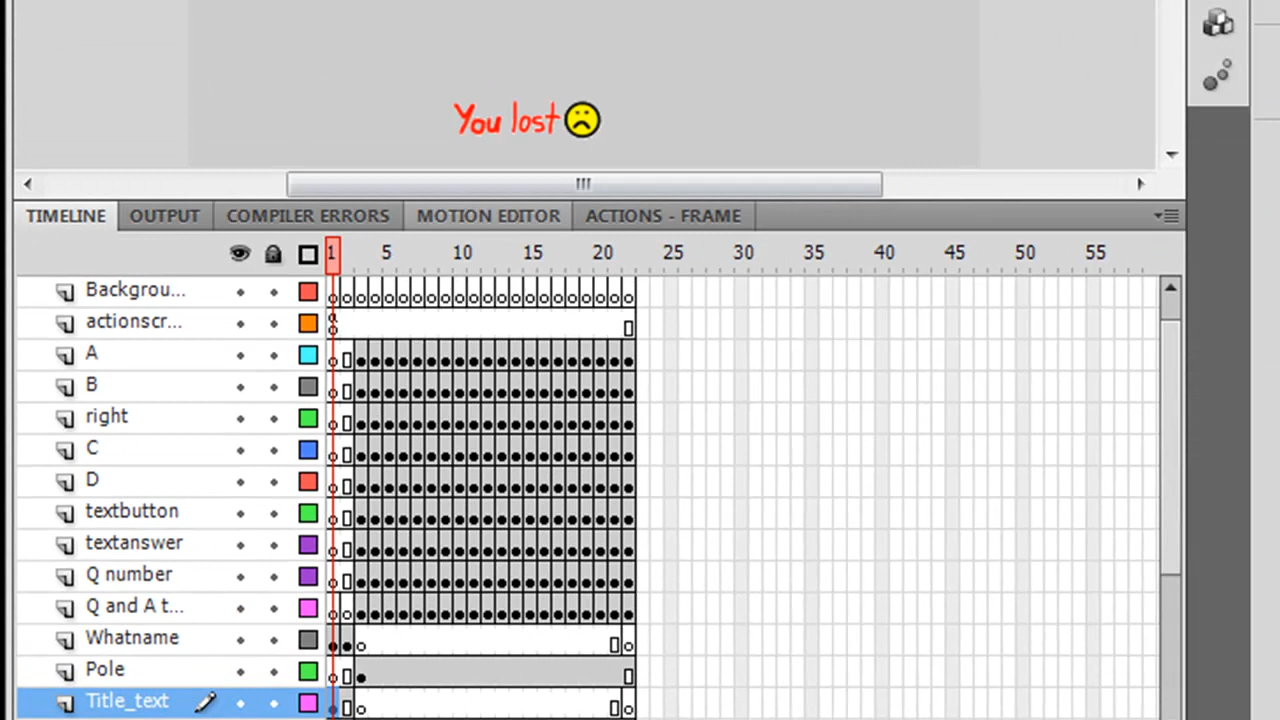 You lost
TIMELINE OUTPUT COMPILER ERRORS MOTION EDITOR ACTIONS - FRAME
1 5 10 15 20 25 30 35 40 45 50 55
Backgrou...
actionscr...
A
B
right
C
D
textbutton
textanswer
Q number
Q and A t...
Whatname
Pole
Title_text